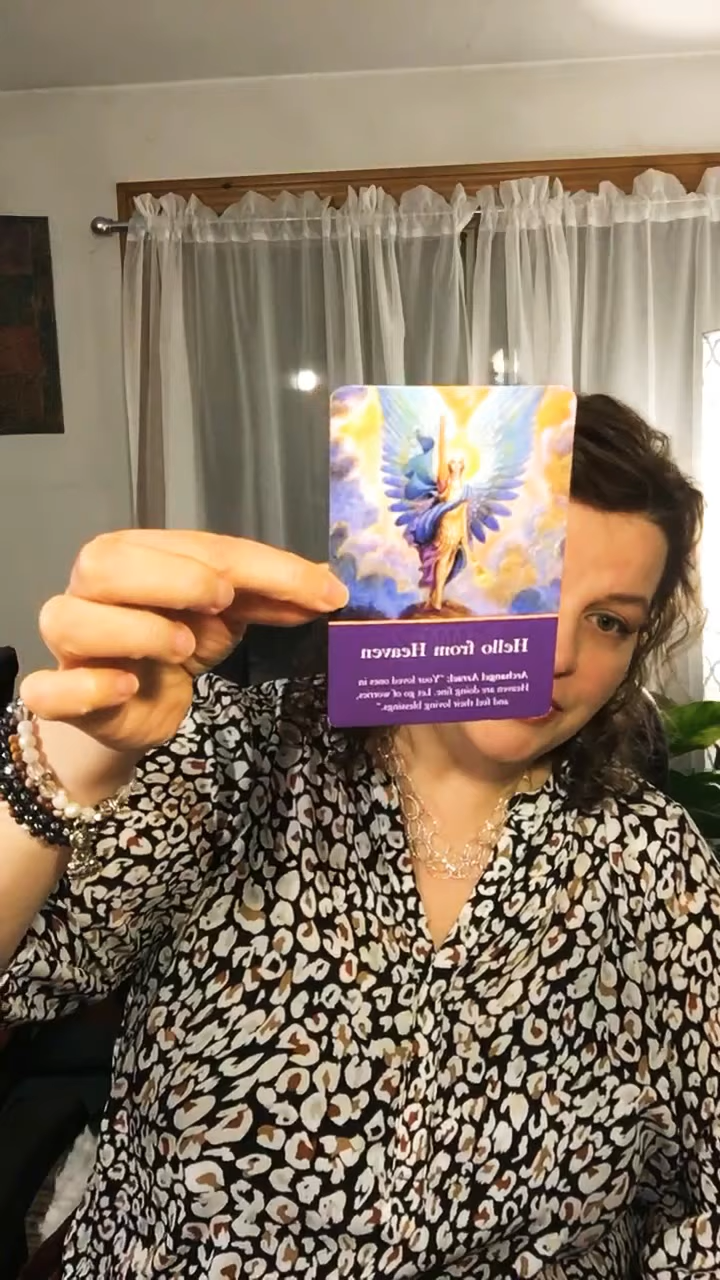 Hello from Heaven
Archangel Azrael: "Your loved ones in
Heaven are doing fine. Let go of worries,
and feel their loving blessings."